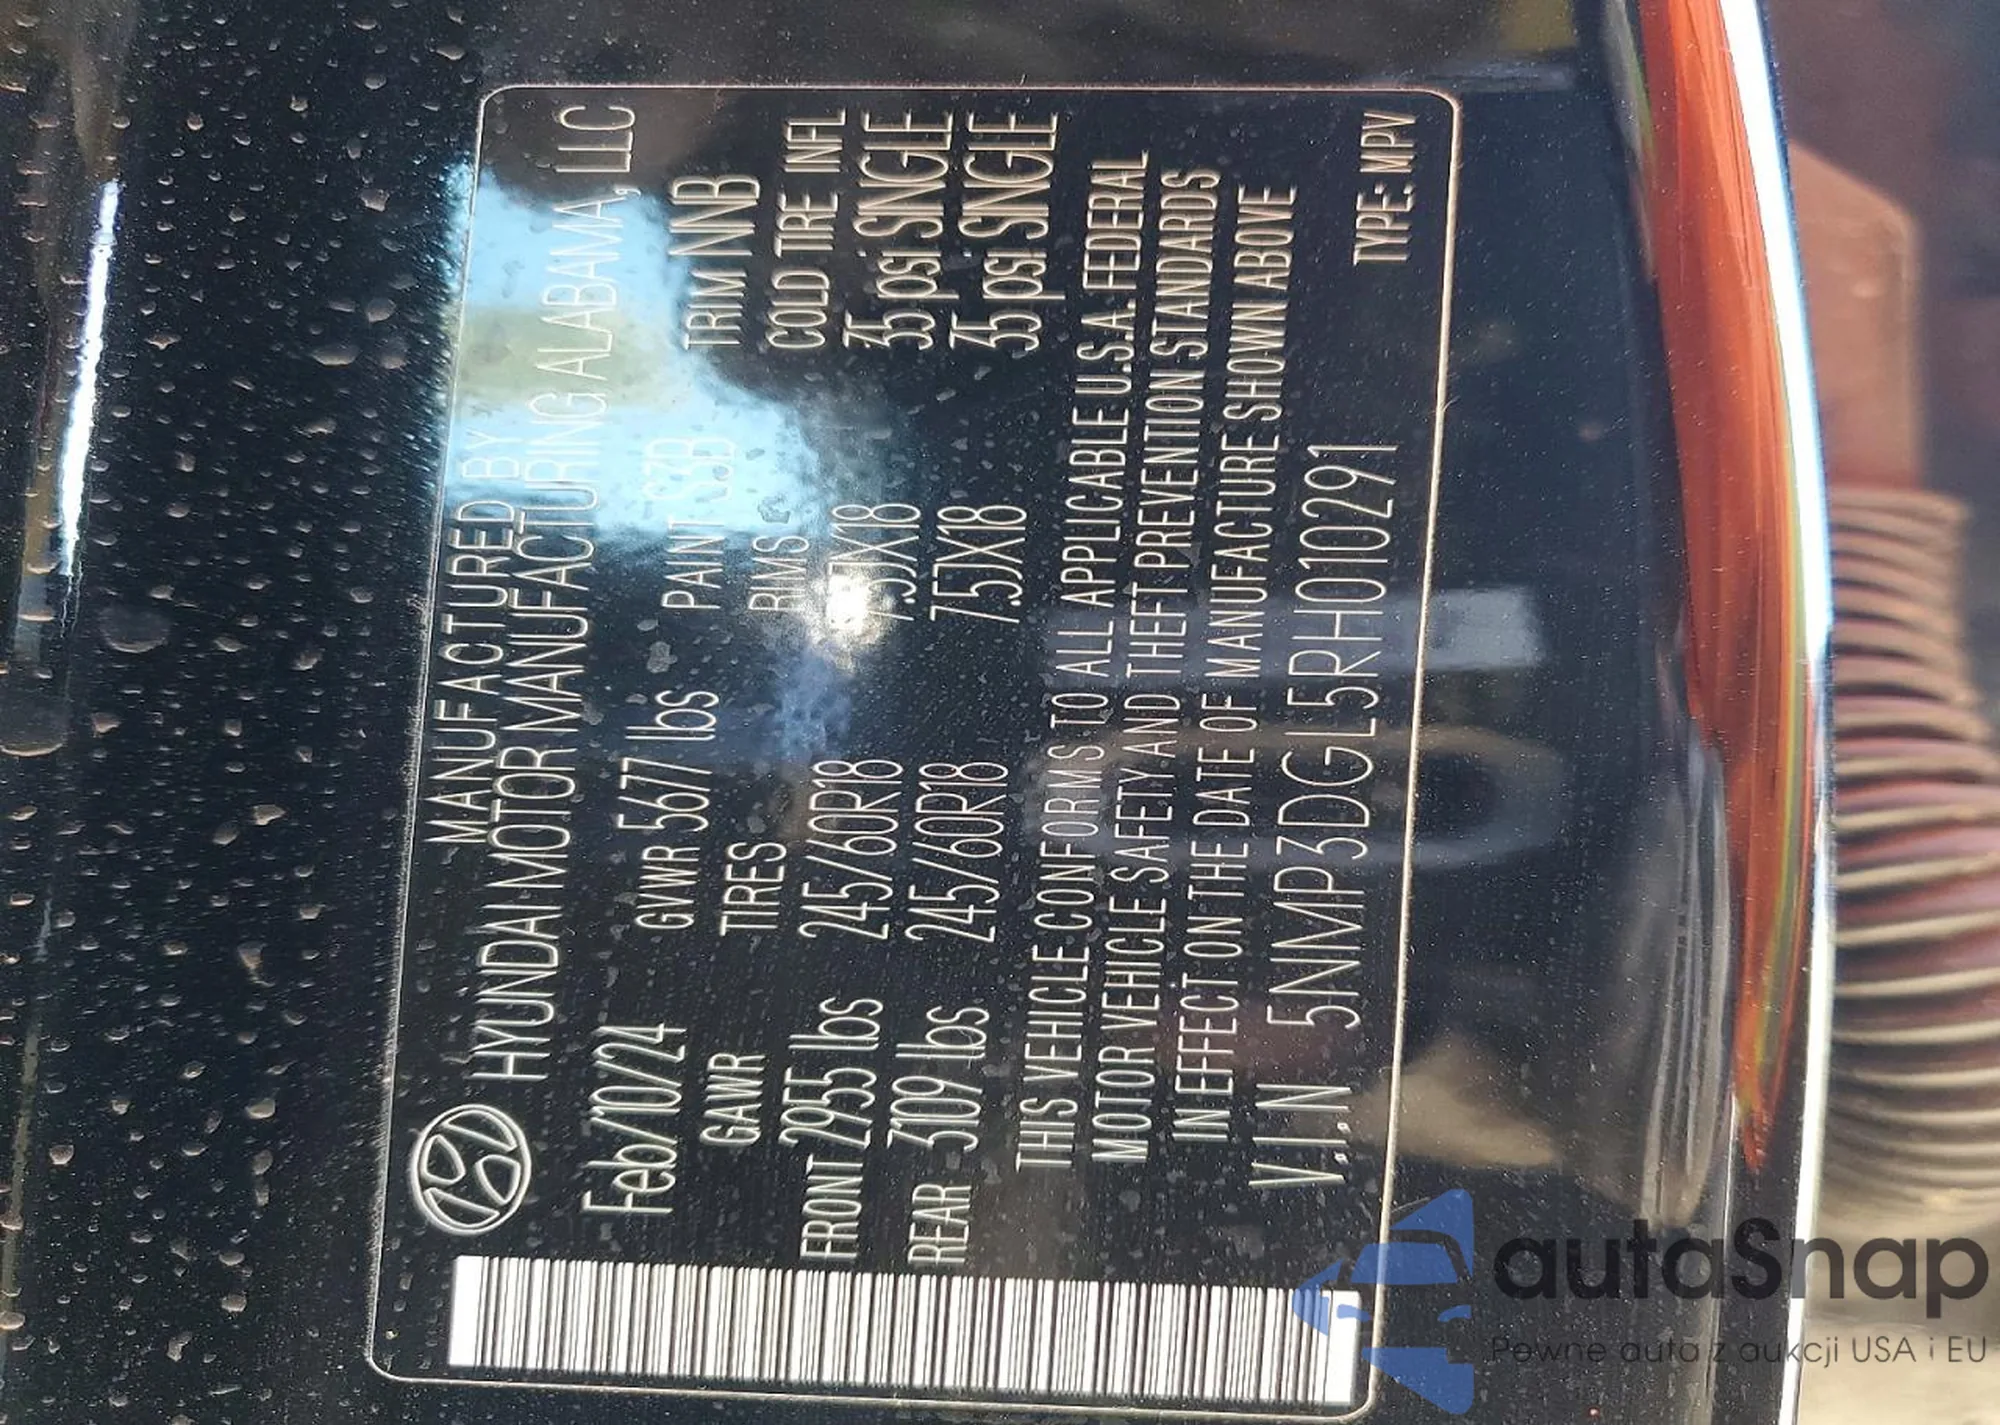 MANUFACTURED BY
HYUNDAI MOTOR MANUFACTURING ALABAMA, LLC
Feb/10/24 GVWR 5677 lbs PAINT S3B TRIM NNB
GAWR TIRES RIMS COLD TIRE INFL
FRONT 2955 lbs 245/60R18 7.5JX18 35 psi SINGLE
REAR 3109 lbs 245/60R18 7.5JX18 35 psi SINGLE
THIS VEHICLE CONFORMS TO ALL APPLICABLE U.S.A. FEDERAL
MOTOR VEHICLE SAFETY AND THEFT PREVENTION STANDARDS
IN EFFECT ON THE DATE OF MANUFACTURE SHOWN ABOVE
V.I.N 5NMP3DGL5RH010291
TYPE: MPV
autaSnap
Pewne auta z aukcji USA i EU